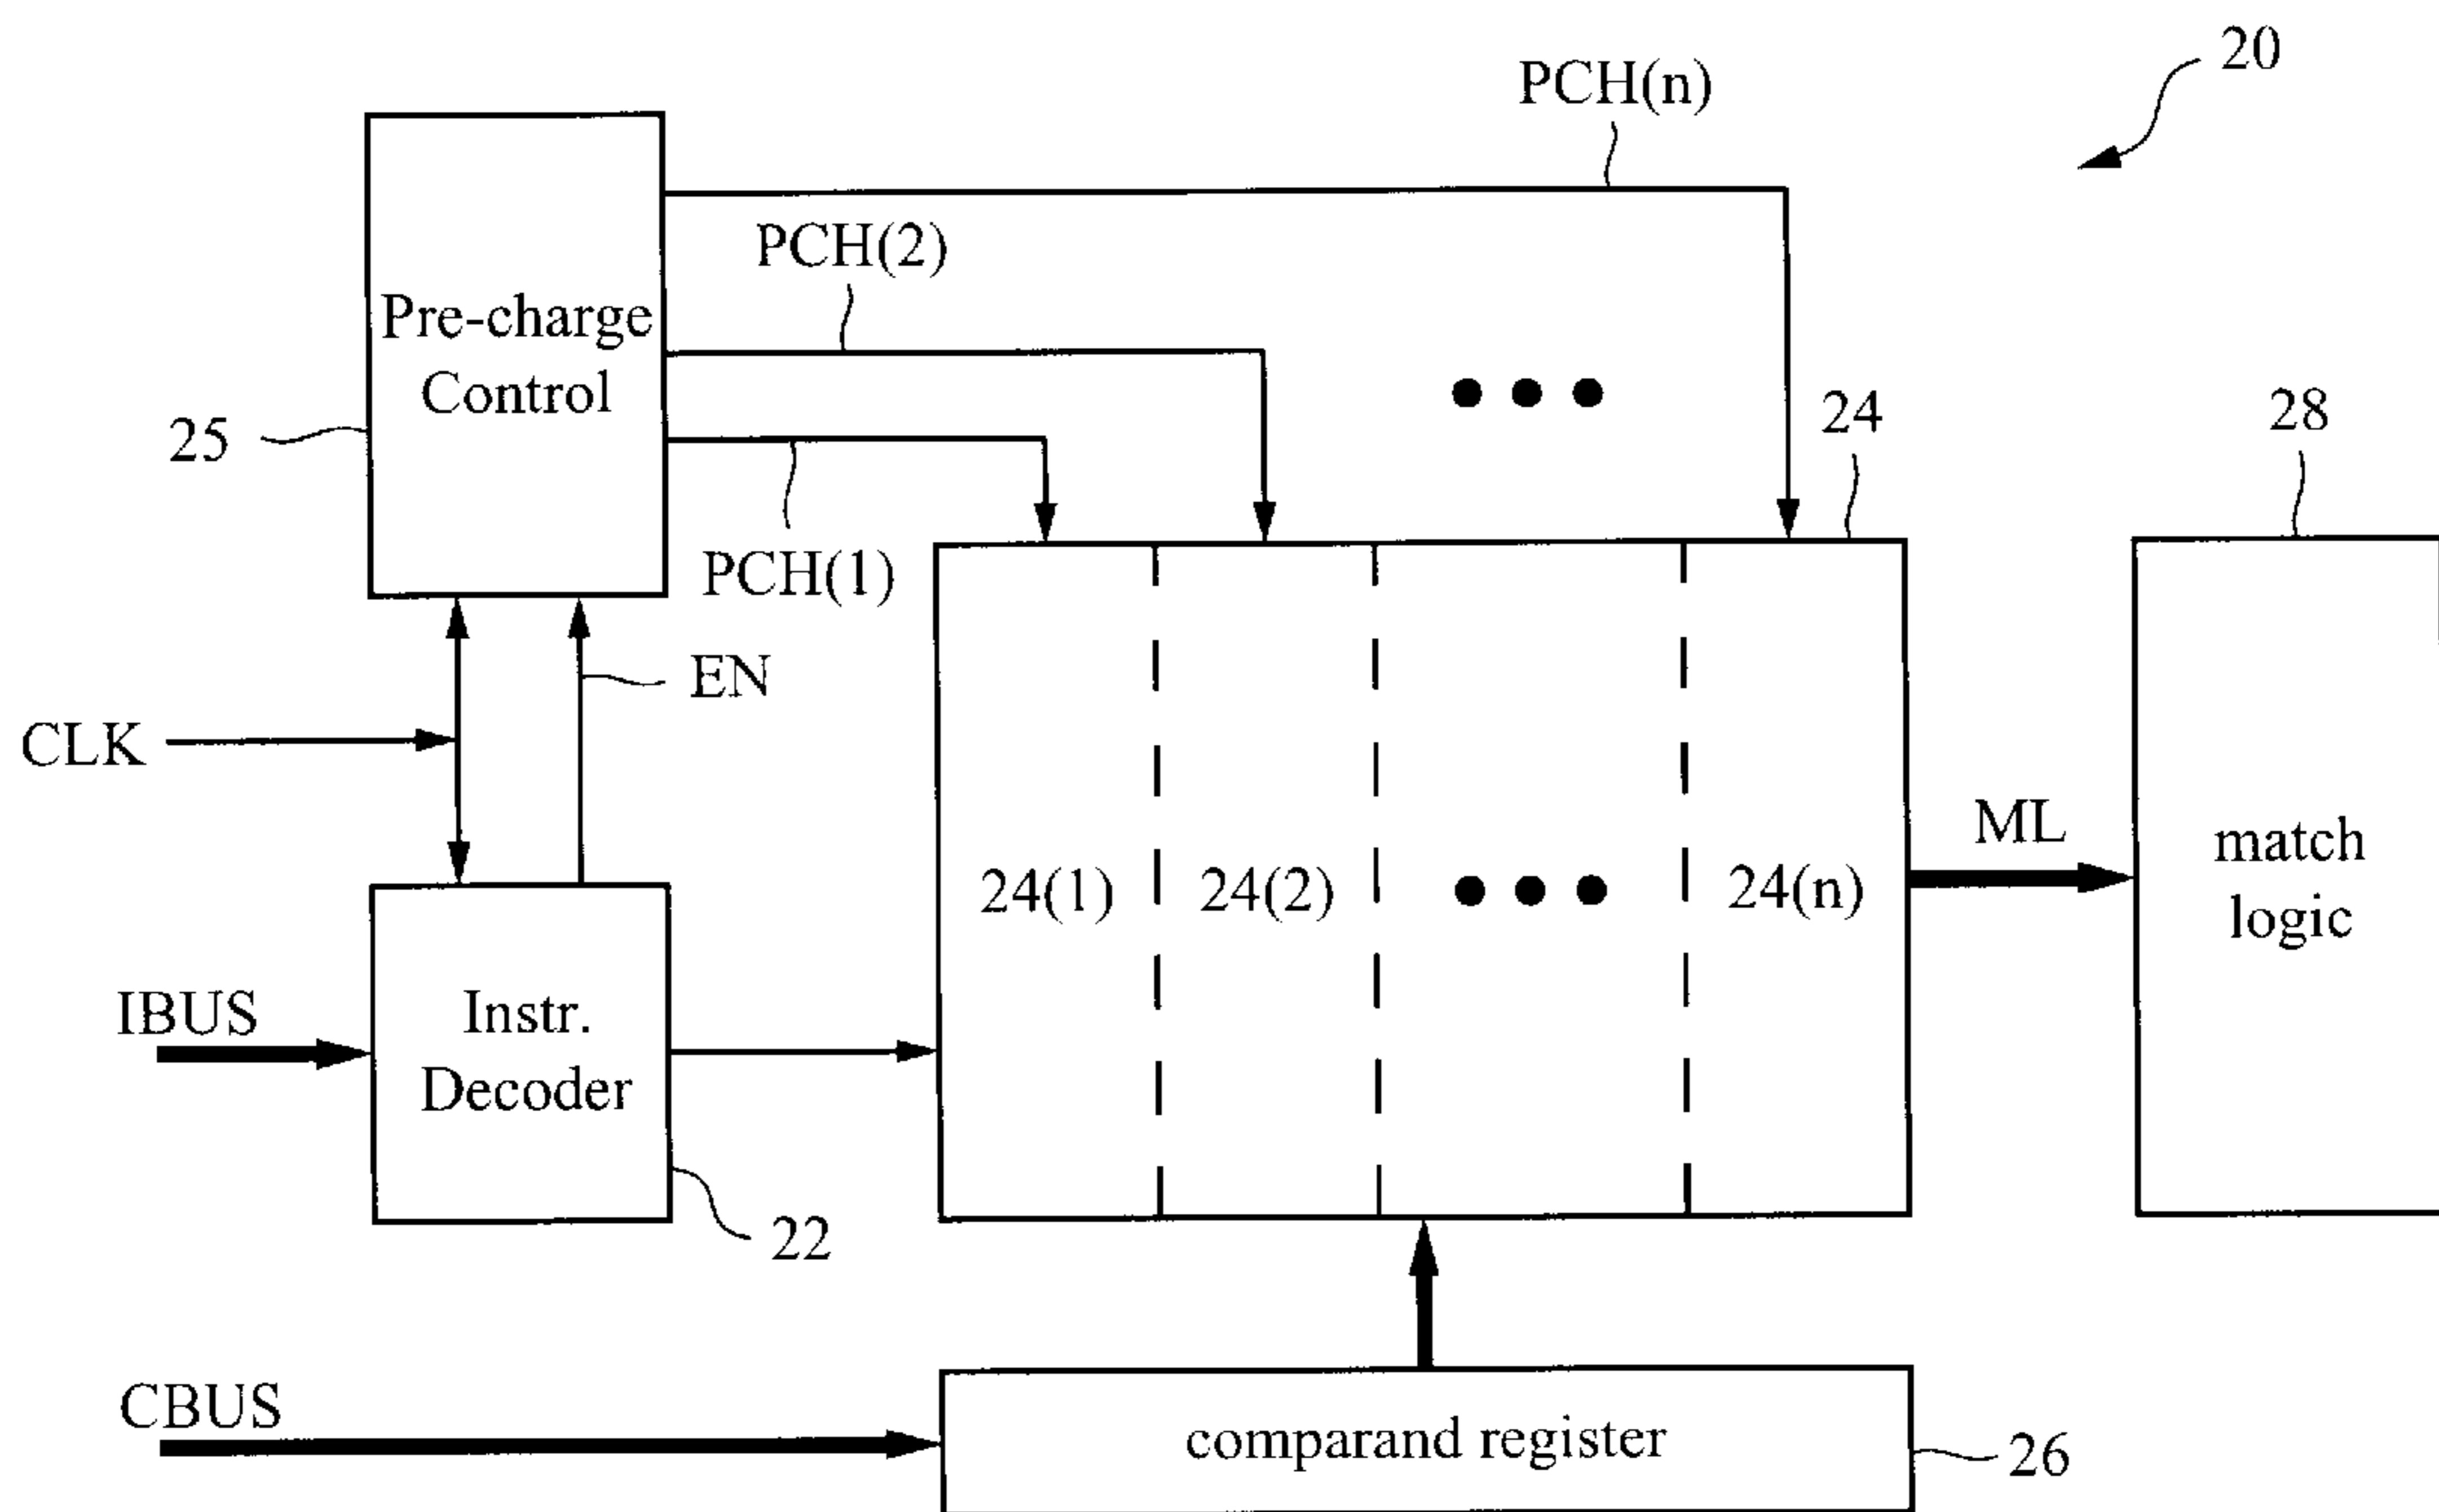 20
PCH(n)
PCH(2)
Pre-charge
Control
25
24
28
PCH(1)
EN
CLK
ML
match
logic
24(1)
24(2)
24(n)
IBUS
Instr.
Decoder
22
CBUS
comparand register
26